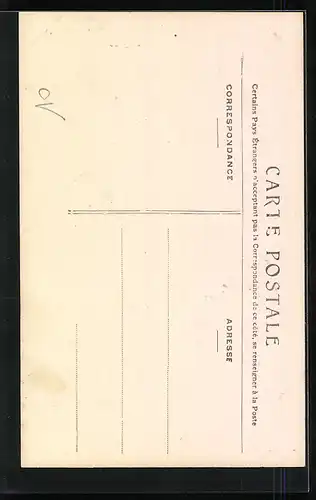 CARTE POSTALE
Certains Pays Étrangers n'acceptant pas la Correspondance de ce côté, se renseigner à la Poste
CORRESPONDANCE
ADRESSE